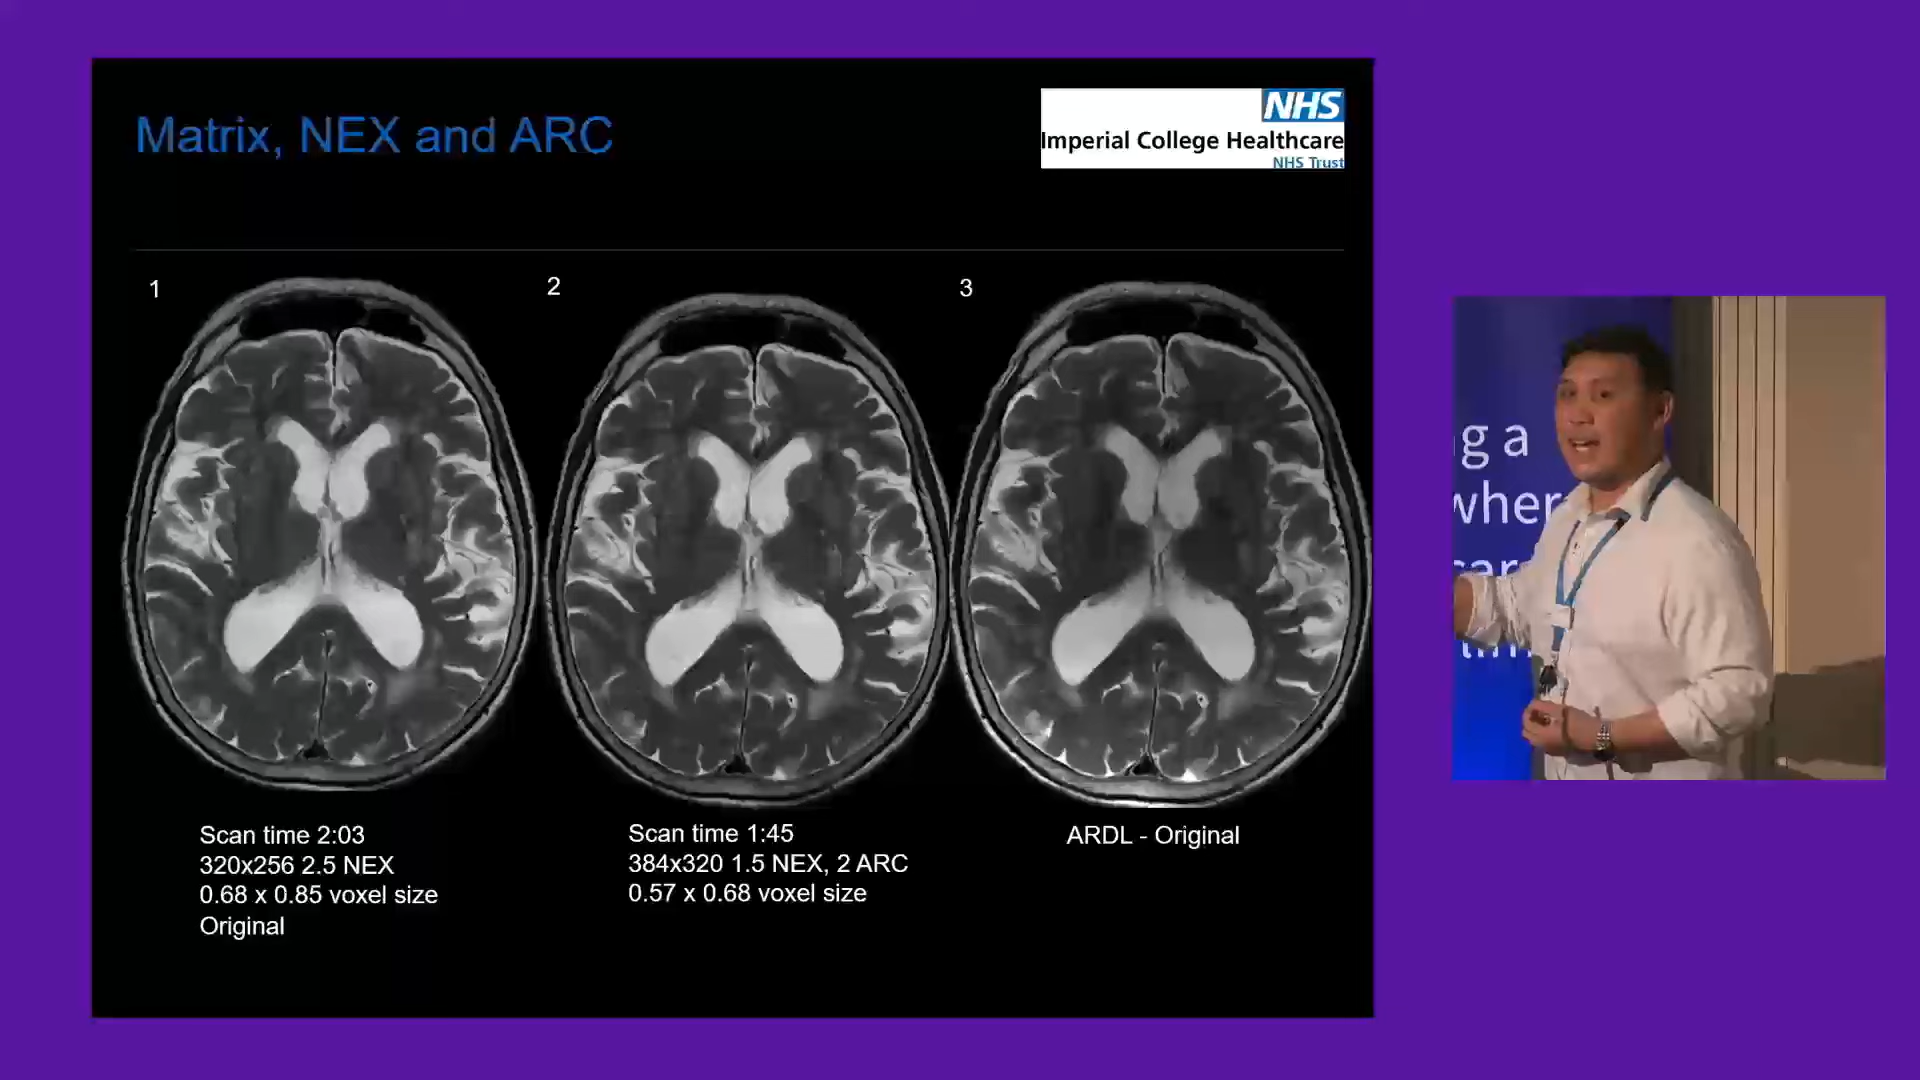 Matrix, NEX and ARC
NHS
Imperial College Healthcare
NHS Trust
1
2
3
Scan time 2:03
320x256 2.5 NEX
0.68 x 0.85 voxel size
Original
Scan time 1:45
384x320 1.5 NEX, 2 ARC
0.57 x 0.68 voxel size
ARDL - Original
g a
wher